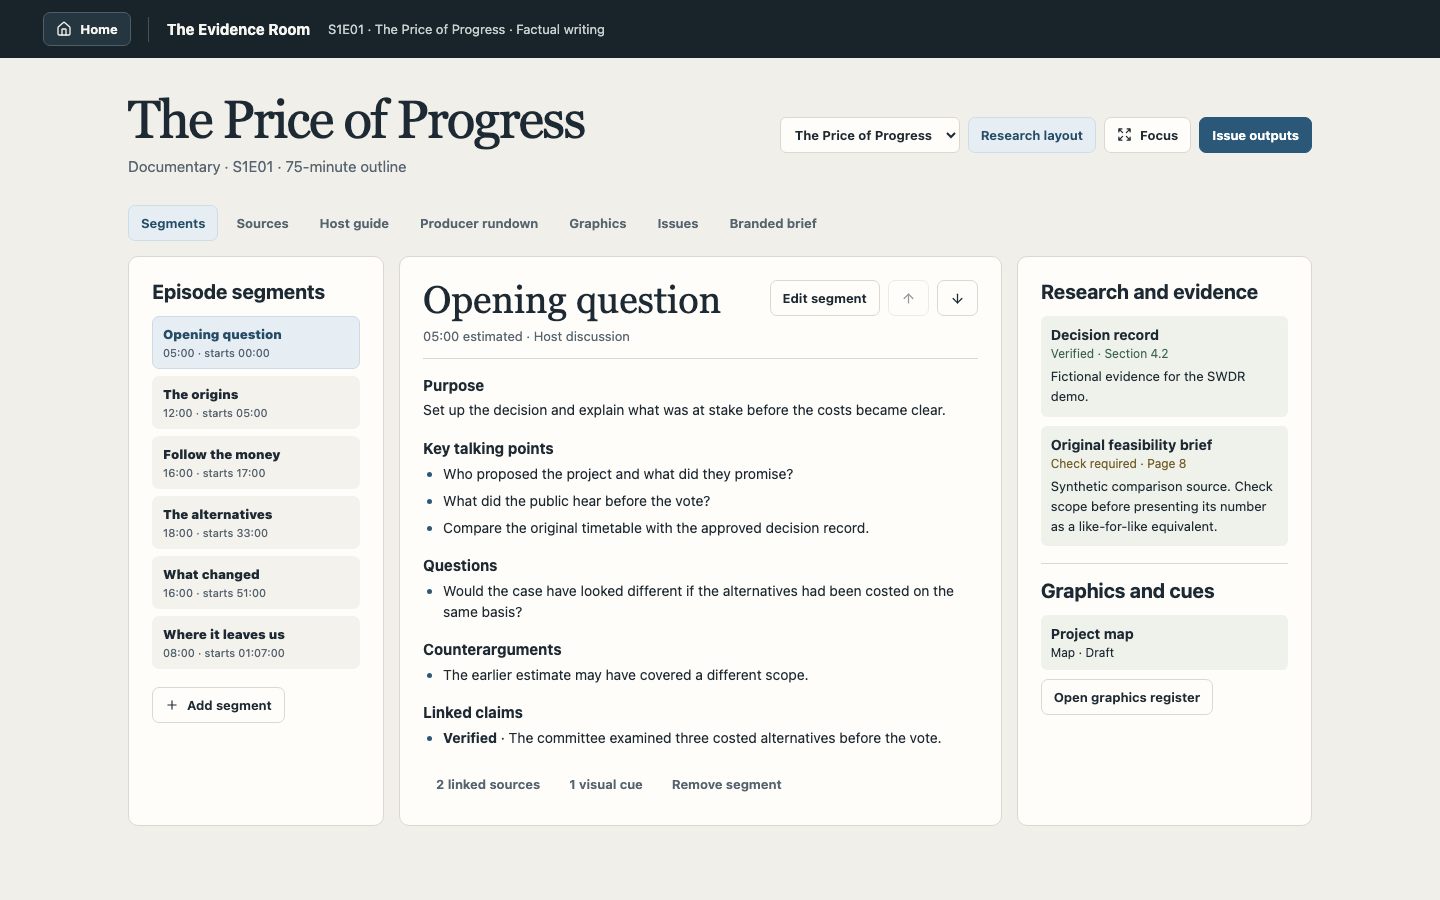 Home
The Evidence Room
S1E01 · The Price of Progress · Factual writing
The Price of Progress
Documentary · S1E01 · 75-minute outline
The Price of Progress
Research layout
Focus
Issue outputs
Segments
Sources
Host guide
Producer rundown
Graphics
Issues
Branded brief
Episode segments
Opening question
05:00 · starts 00:00
The origins
12:00 · starts 05:00
Follow the money
16:00 · starts 17:00
The alternatives
18:00 · starts 33:00
What changed
16:00 · starts 51:00
Where it leaves us
08:00 · starts 01:07:00
Add segment
Opening question
Edit segment
05:00 estimated · Host discussion
Purpose
Set up the decision and explain what was at stake before the costs became clear.
Key talking points
Who proposed the project and what did they promise?
What did the public hear before the vote?
Compare the original timetable with the approved decision record.
Questions
Would the case have looked different if the alternatives had been costed on the
same basis?
Counterarguments
The earlier estimate may have covered a different scope.
Linked claims
Verified · The committee examined three costed alternatives before the vote.
2 linked sources
1 visual cue
Remove segment
Research and evidence
Decision record
Verified · Section 4.2
Fictional evidence for the SWDR
demo.
Original feasibility brief
Check required · Page 8
Synthetic comparison source. Check
scope before presenting its number
as a like-for-like equivalent.
Graphics and cues
Project map
Map · Draft
Open graphics register